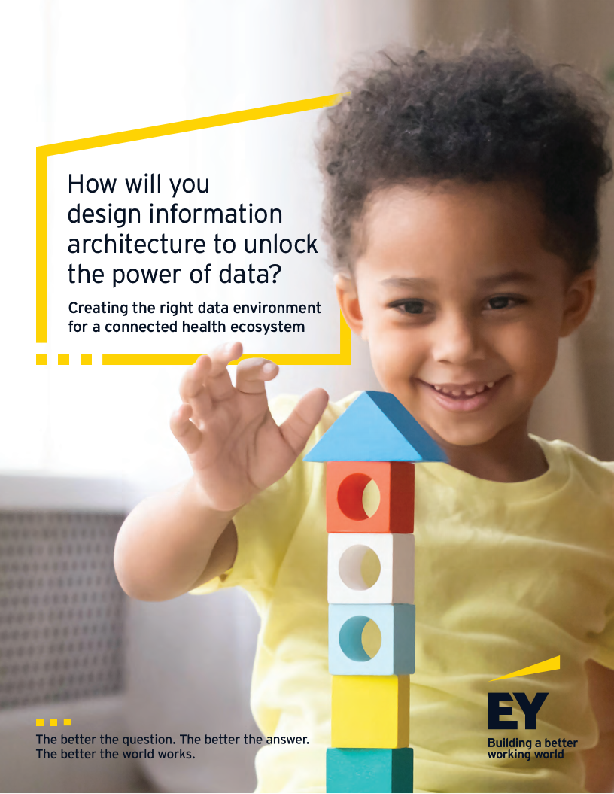 How will you
design information
architecture to unlock
the power of data?
Creating the right data environment
for a connected health ecosystem
The better the question. The better the answer.
The better the world works.
EY
Building a better
working world